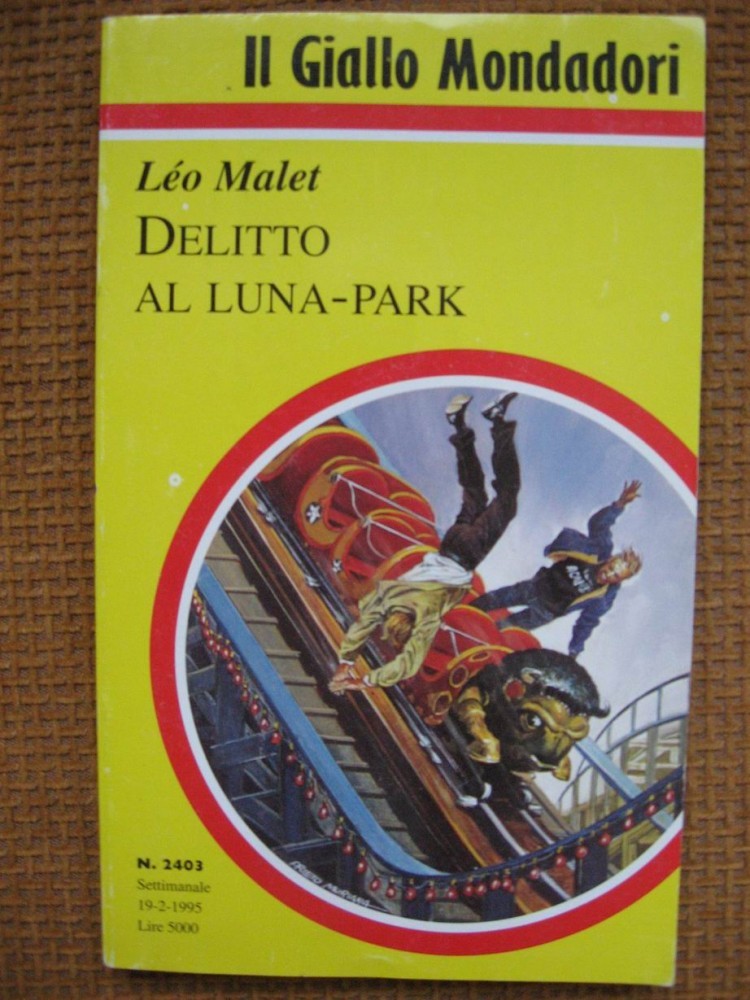 Il Giallo Mondadori
Léo Malet
DELITTO
AL LUNA-PARK
N. 2403
Settimanale
19-2-1995
Lire 5000